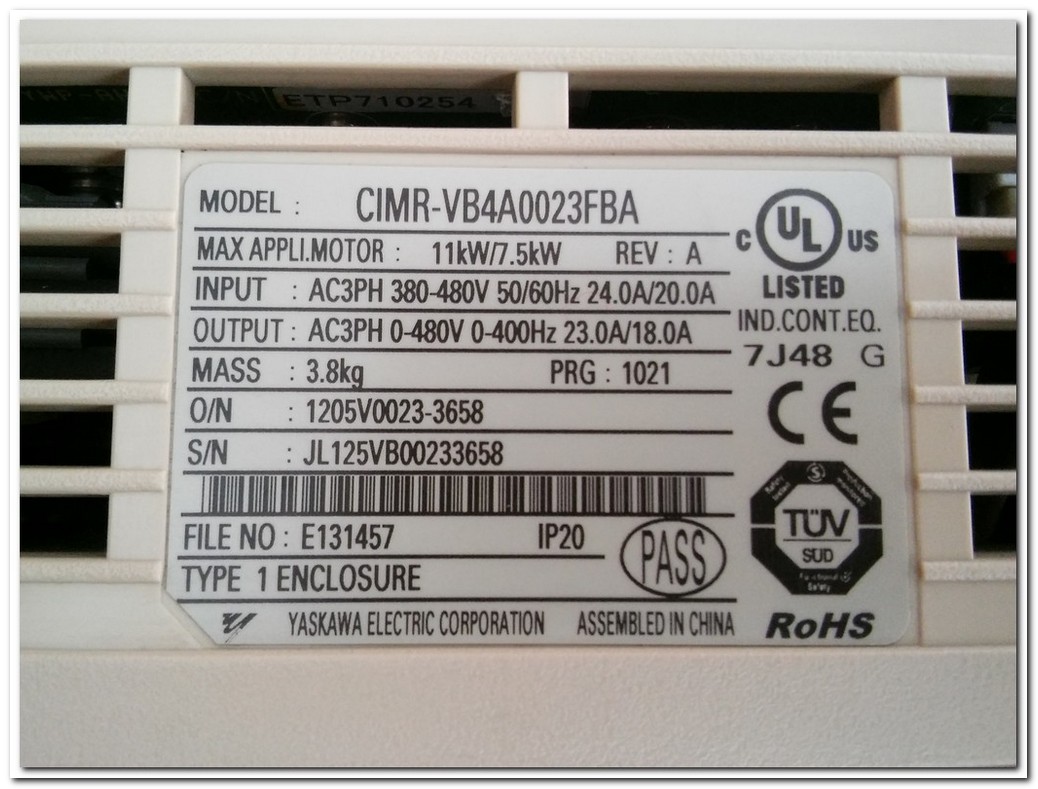 ETP710254
MODEL : CIMR-VB4A0023FBA
MAX APPLI.MOTOR : 11kW/7.5kW REV : A
INPUT : AC3PH 380-480V 50/60Hz 24.0A/20.0A
OUTPUT : AC3PH 0-480V 0-400Hz 23.0A/18.0A
MASS : 3.8kg PRG : 1021
O/N : 1205V0023-3658
S/N : JL125VB00233658
FILE NO : E131457 IP20
PASS
TYPE 1 ENCLOSURE
YASKAWA ELECTRIC CORPORATION ASSEMBLED IN CHINA
C UL US
LISTED
IND.CONT.EQ.
7J48 G
CE
TÜV
SÜD
Functional
Safety
RoHS